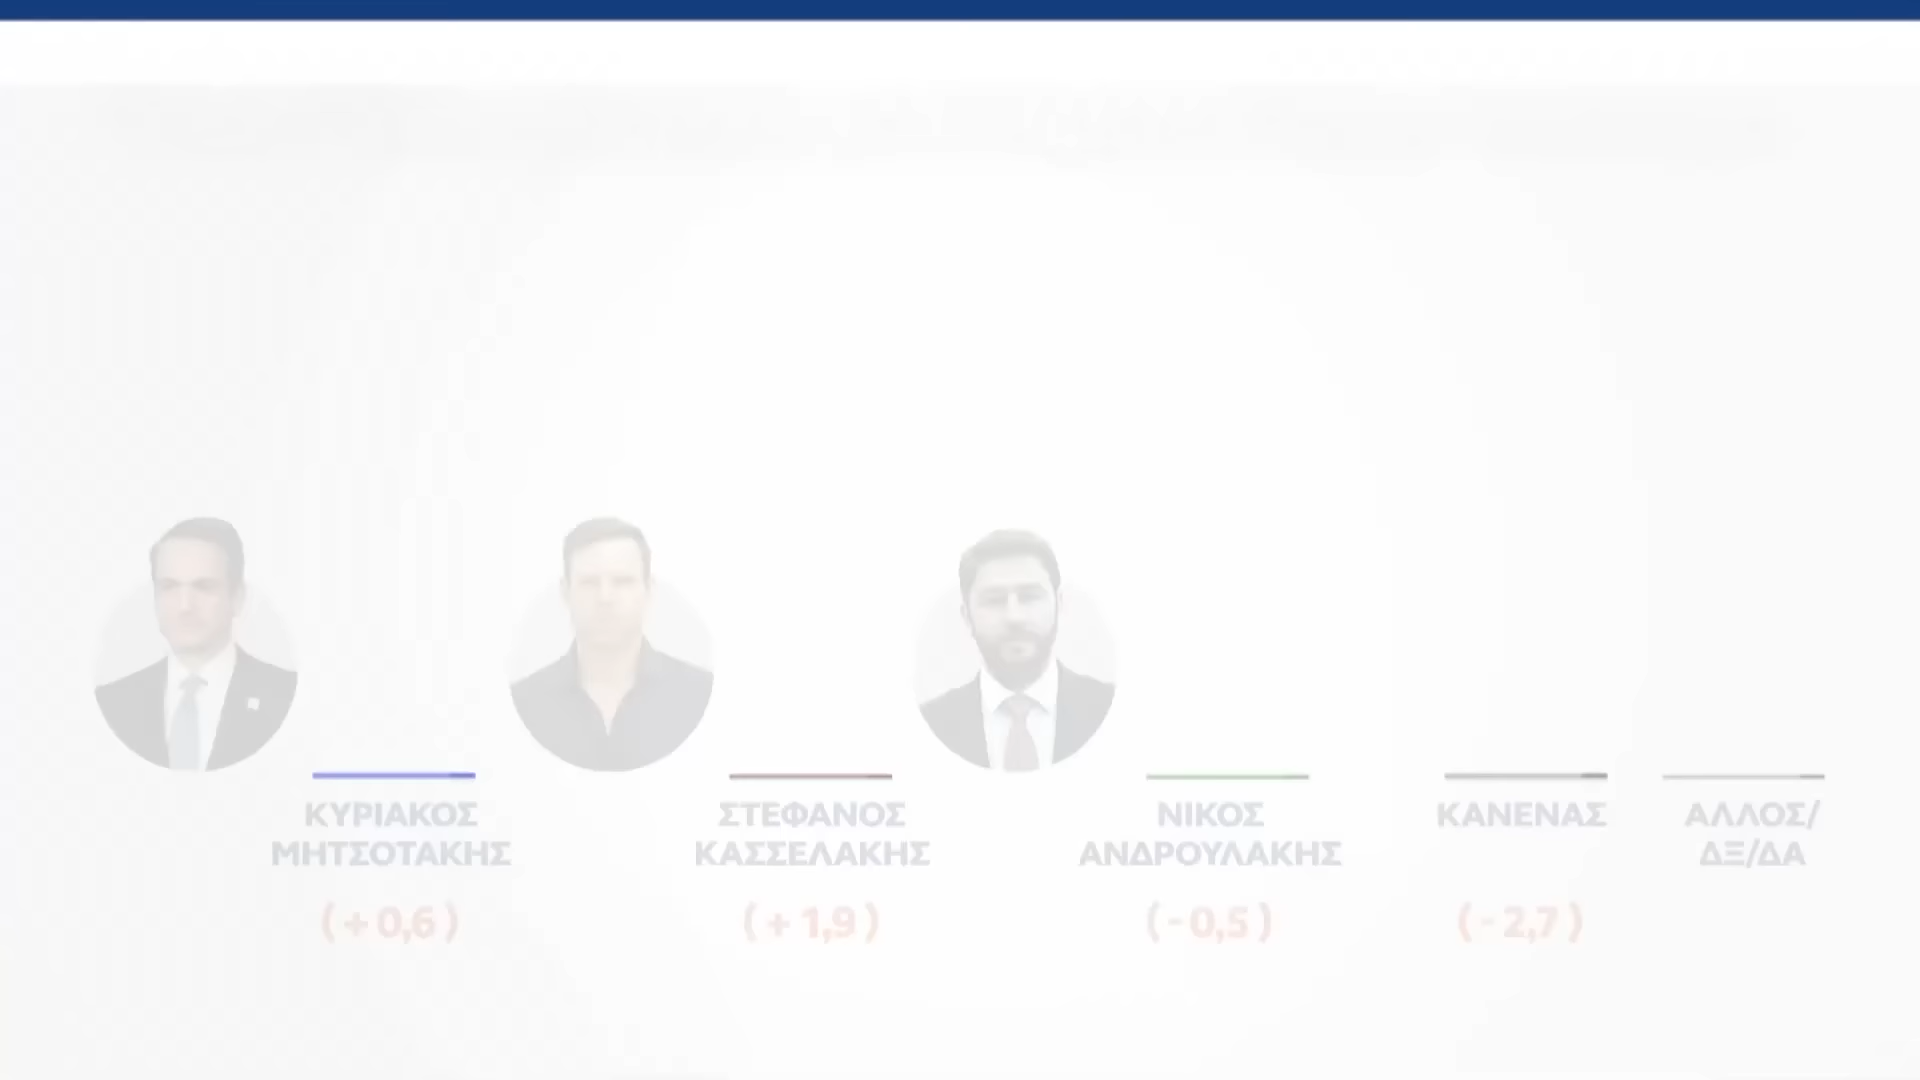 ΚΥΡΙΑΚΟΣ
ΜΗΤΣΟΤΑΚΗΣ
( + 0,6 )
ΣΤΕΦΑΝΟΣ
ΚΑΣΣΕΛΑΚΗΣ
( + 1,9 )
ΝΙΚΟΣ
ΑΝΔΡΟΥΛΑΚΗΣ
( - 0,5 )
ΚΑΝΕΝΑΣ
( - 2,7 )
ΑΛΛΟΣ/
ΔΞ/ΔΑ